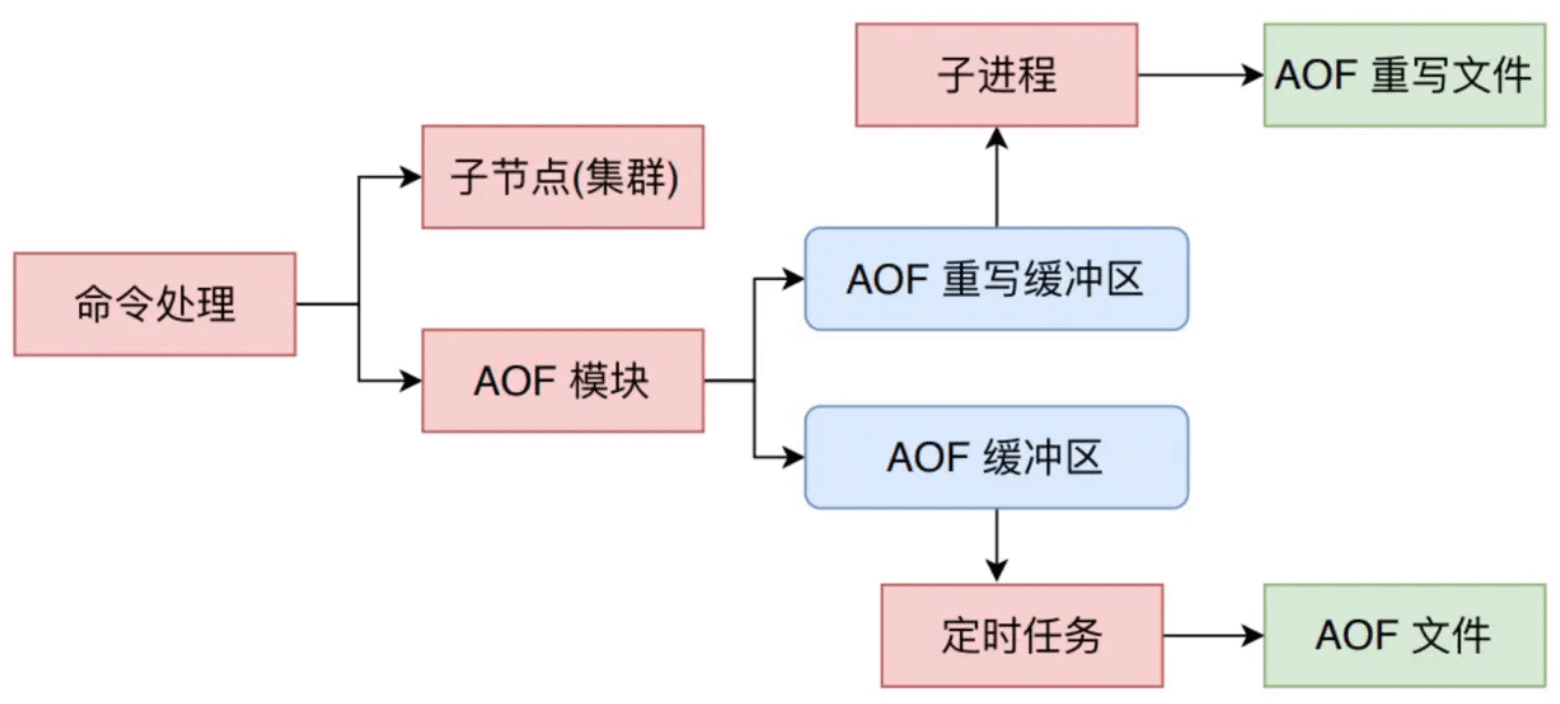 子进程
AOF 重写文件
子节点(集群)
命令处理
AOF 重写缓冲区
AOF 模块
AOF 缓冲区
定时任务
AOF 文件